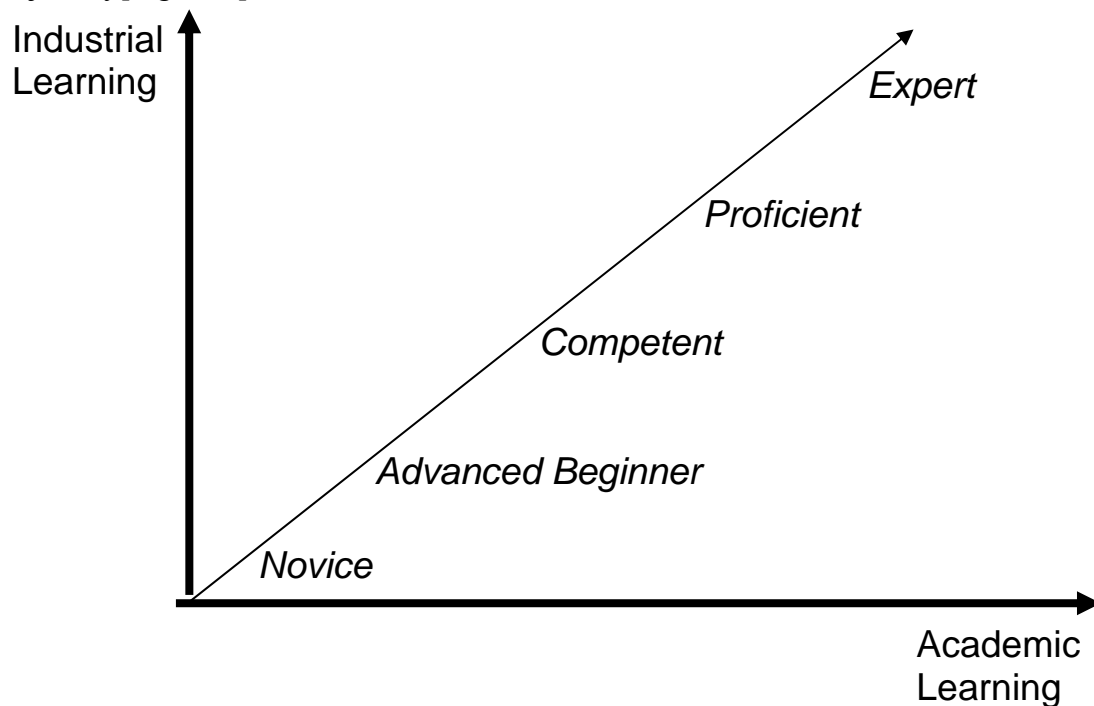 Industrial
Learning
Expert
Proficient
Competent
Advanced Beginner
Novice
Academic
Learning